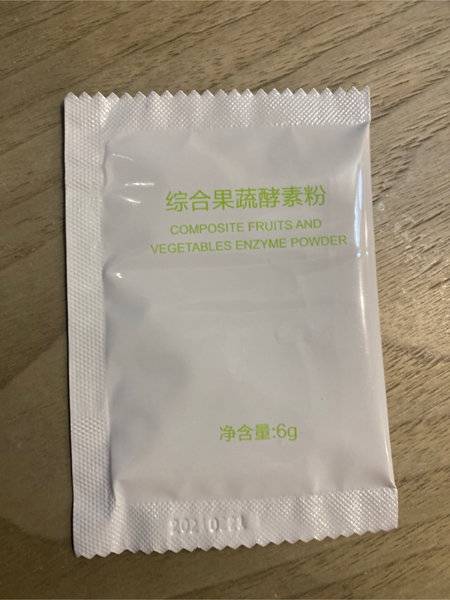 综合果蔬酵素粉
COMPOSITE FRUITS AND
VEGETABLES ENZYME POWDER
净含量:6g